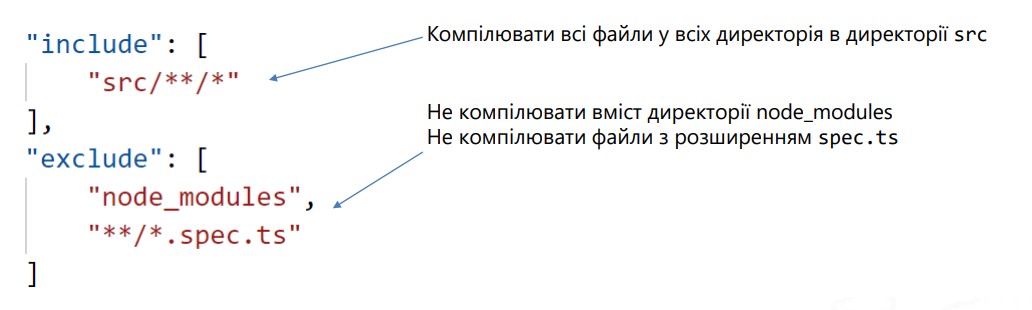 "include": [
Компілювати всі файли у всіх директорія в директорії src
"src/**/*"
],
Не компілювати вміст директорії node_modules
Не компілювати файли з розширенням spec.ts
"exclude": [
"node_modules",
"**/*.spec.ts"
]